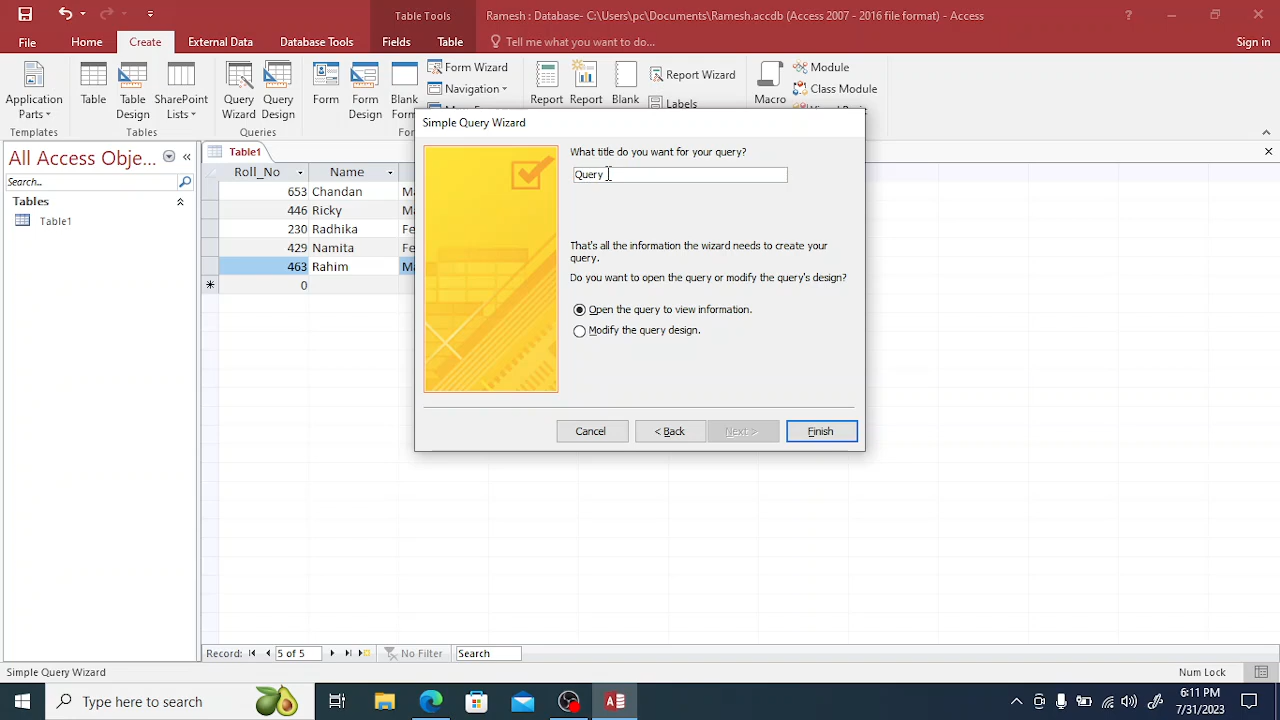 Table Tools
Ramesh : Database- C:\Users\pc\Documents\Ramesh.accdb (Access 2007 - 2016 file format) - Access
?
File
Home
Create
External Data
Database Tools
Fields
Table
Tell me what you want to do...
Sign in
Application
Parts
Table
Table
Design
SharePoint
Lists
Query
Wizard
Query
Design
Form
Form
Design
Blank
Form Wizard
Navigation
Report
Report
Blank
Report Wizard
Labels
Macro
Module
Class Module
Templates
Tables
Queries
Simple Query Wizard
All Access Obje...
Search...
Tables
Table1
Table1
Roll_No
Name
653 Chandan
446 Ricky
230 Radhika
429 Namita
463 Rahim
0
What title do you want for your query?
Query
That's all the information the wizard needs to create your
query.
Do you want to open the query or modify the query's design?
Open the query to view information.
Modify the query design.
Cancel
< Back
Next >
Finish
Record:
5 of 5
No Filter
Search
Simple Query Wizard
Num Lock
Type here to search
6:11 PM
7/31/2023